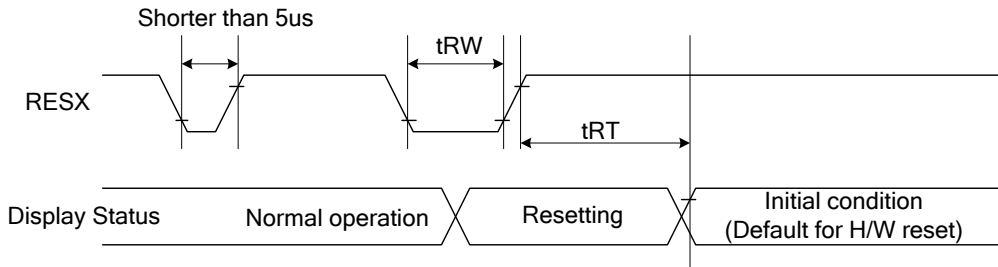 Shorter than 5us
tRW
RESX
tRT
Display Status
Normal operation
Resetting
Initial condition
(Default for H/W reset)